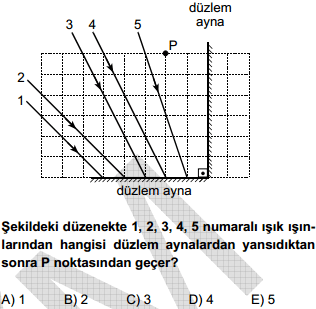 düzlem
ayna
3 4 5
P
2
1
düzlem ayna
Şekildeki düzenekte 1, 2, 3, 4, 5 numaralı ışık ışın-
larından hangisi düzlem aynalardan yansıdıktan
sonra P noktasından geçer?
A) 1 B) 2 C) 3 D) 4 E) 5